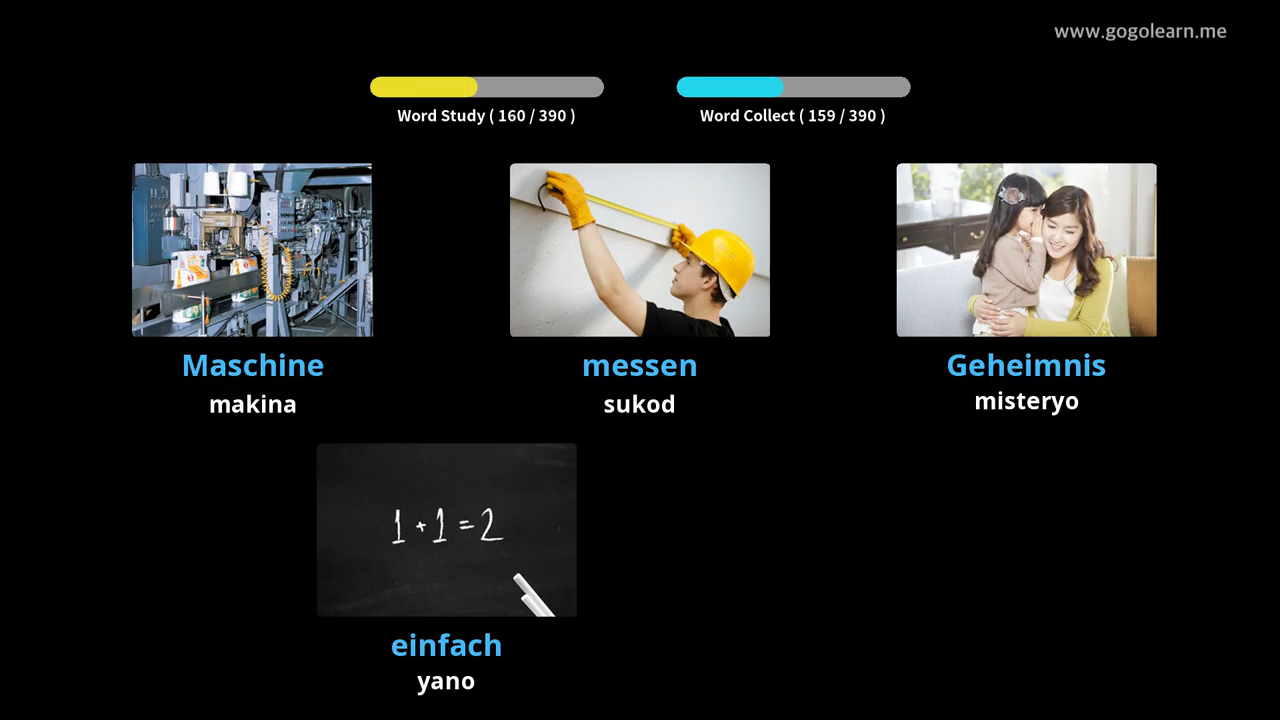 www.gogolearn.me
Word Study ( 160 / 390 )
Word Collect ( 159 / 390 )
Maschine
makina
messen
sukod
Geheimnis
misteryo
1 + 1 = 2
einfach
yano